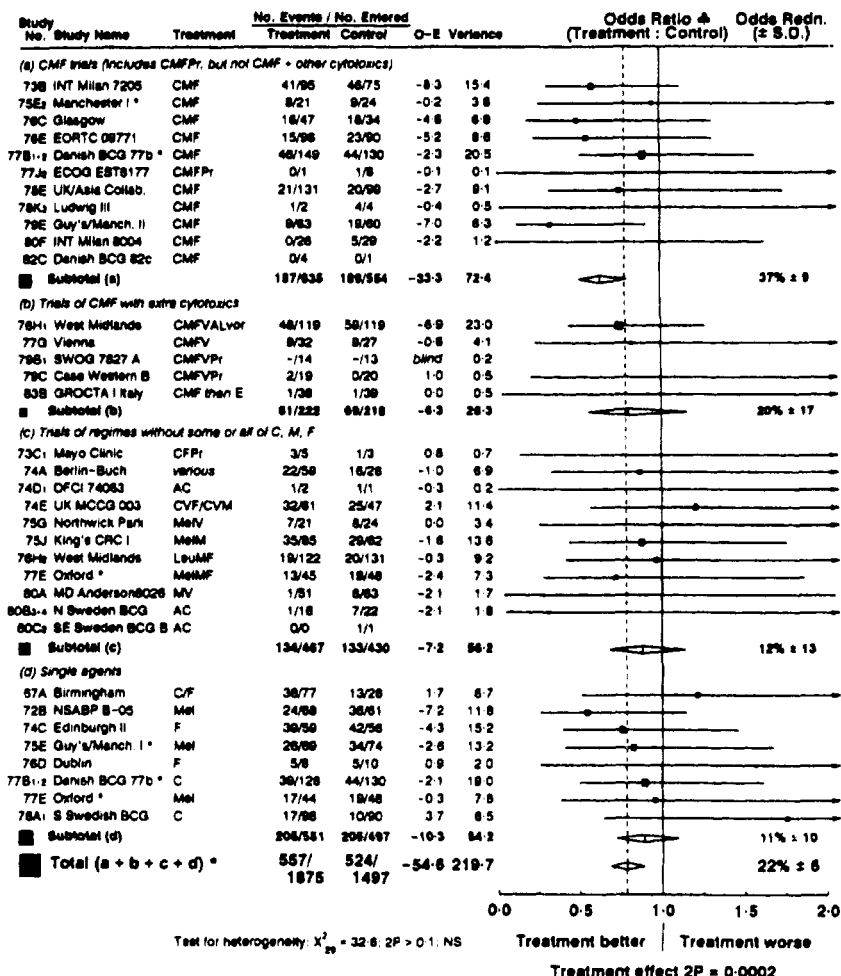 Study No. Study Name Treatment No. Events / No. Entered Treatment Control O-E Variance Odds Ratio & (Treatment : Control) Odds Redn. (± S.D.)
(a) CMF trials (includes CMFPr, but not CMF + other cytotoxics)
73B INT Milan 7205 CMF 41/95 46/75 -8·3 15·4
75E₂ Manchester I * CMF 8/21 9/24 -0·2 3·6
76C Glasgow CMF 16/47 18/34 -4·6 6·9
76E EORTC 09771 CMF 15/96 23/90 -5·2 8·6
77B₁-₂ Danish BCG 77b * CMF 46/149 44/130 -2·3 20·5
77J₂ ECOG EST6177 CMFPr 0/1 1/8 -0·1 0·1
78E UK/Asia Collab. CMF 21/131 20/99 -2·7 9·1
78K₃ Ludwig III CMF 1/2 4/4 -0·4 0·5
79E Guy's/Manch. II CMF 9/63 19/60 -7·0 6·3
80F INT Milan 8004 CMF 0/26 5/29 -2·2 1·2
82C Danish BCG 82c CMF 0/4 0/1
Subtotal (a) 187/635 189/554 -33·3 72·4 37% ± 9
(b) Trials of CMF with extra cytotoxics
76H₁ West Midlands CMFVALvor 48/119 59/119 -6·9 23·0
77G Vienna CMFV 9/32 8/27 4·1
79B₁ SWOG 7827 A CMFVPr -/14 -/13 blind 0·2
79C Case Western B CMFVPr 2/19 0/20 1·0 0·5
83B GROCTA I Italy CMF then E 1/38 1/39 0·0 0·5
Subtotal (b) 61/222 69/218 -6·3 28·3 20% ± 17
(c) Trials of regimes without some or all of C, M, F
73C₁ Mayo Clinic CFPr 3/5 1/3 0·8 0·7
74A Berlin-Buch various 22/59 16/26 -1·0 6·9
74D₁ DFCI 74063 AC 1/2 1/1 -0·3 0·2
74E UK MCCG 003 CVF/CVM 32/61 25/47 2·1 11·4
75G Northwick Park MelV 7/21 8/24 0·0 3·4
75J King's CRC I MelM 35/85 29/62 -1·6 13·6
76H₂ West Midlands LeuMF 19/122 20/131 -0·3 9·2
77E Oxford * MelMF 13/45 19/48 -2·4 7·3
80A MD Anderson8026 MV 1/51 6/63 -2·1 1·7
80B₃-₄ N Sweden BCG AC 1/16 7/22 -2·1 1·8
80C₂ SE Sweden BCG B AC 0/0 1/1
Subtotal (c) 134/467 133/430 -7·2 56·2 12% ± 13
(d) Single agents
67A Birmingham C/F 36/77 13/26 1·7 6·7
72B NSABP B-05 Mel 24/68 36/61 -7·2 11·8
74C Edinburgh II F 39/59 42/56 -4·3 15·2
75E Guy's/Manch. I * Mel 26/69 34/74 -2·6 13·2
76D Dublin F 5/8 5/10 0·9 2·0
77B₁-₂ Danish BCG 77b * C 39/126 44/130 -2·1 19·0
77E Oxford * Mel 17/44 19/48 -0·3 7·8
78A₁ S Swedish BCG C 17/96 10/90 3·7 6·5
Subtotal (d) 205/551 205/497 -10·3 84·2 11% ± 10
Total (a + b + c + d) * 557/1875 524/1497 -54·6 219·7 22% ± 6
0·0 0·5 1·0 1·5 2·0
Test for heterogeneity: X²₂₉ = 32·6; 2P > 0·1; NS Treatment better Treatment worse
Treatment effect 2P = 0·0002